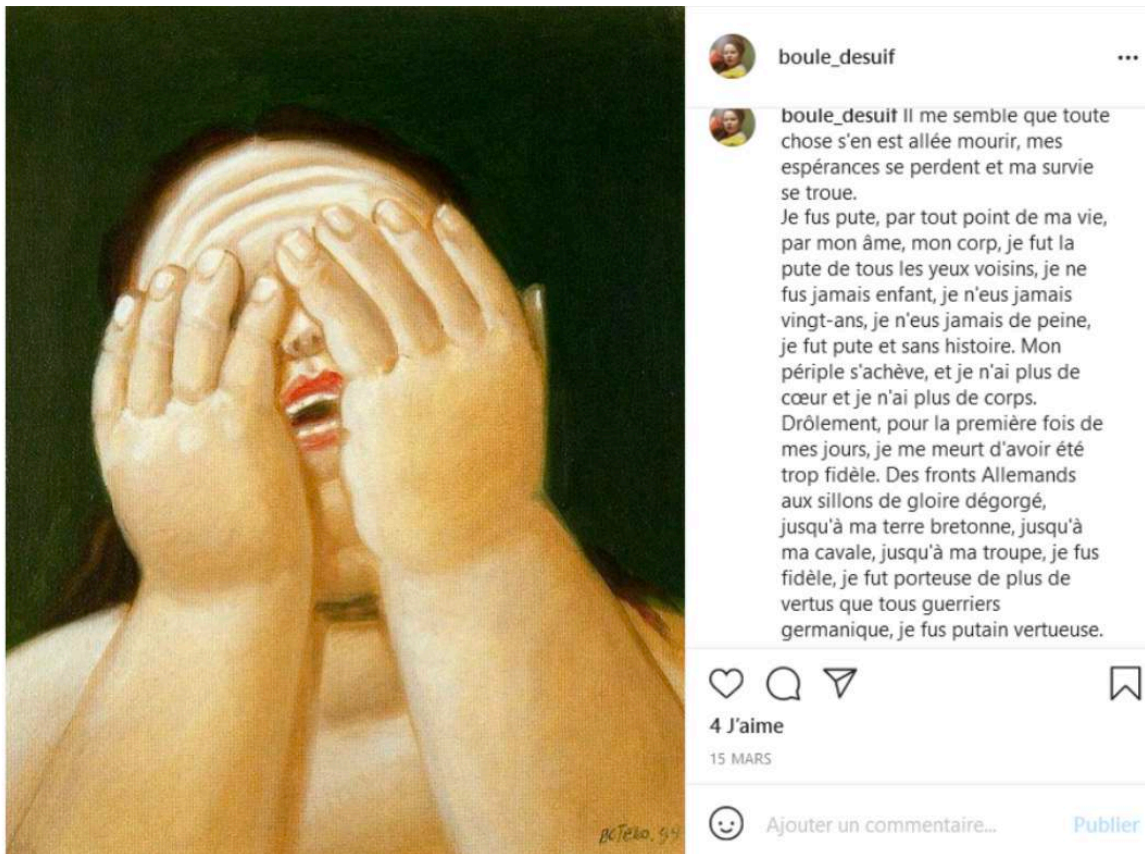 boule_desuif
boule_desuif Il me semble que toute
chose s'en est allée mourir, mes
espérances se perdent et ma survie
se troue.
Je fus pute, par tout point de ma vie,
par mon âme, mon corp, je fut la
pute de tous les yeux voisins, je ne
fus jamais enfant, je n'eus jamais
vingt-ans, je n'eus jamais de peine,
je fut pute et sans histoire. Mon
périple s'achève, et je n'ai plus de
cœur et je n'ai plus de corps.
Drôlement, pour la première fois de
mes jours, je me meurt d'avoir été
trop fidèle. Des fronts Allemands
aux sillons de gloire dégorgé,
jusqu'à ma terre bretonne, jusqu'à
ma cavale, jusqu'à ma troupe, je fus
fidèle, je fut porteuse de plus de
vertus que tous guerriers
germanique, je fus putain vertueuse.
4 J'aime
15 MARS
Ajouter un commentaire... Publier
Botero. 99